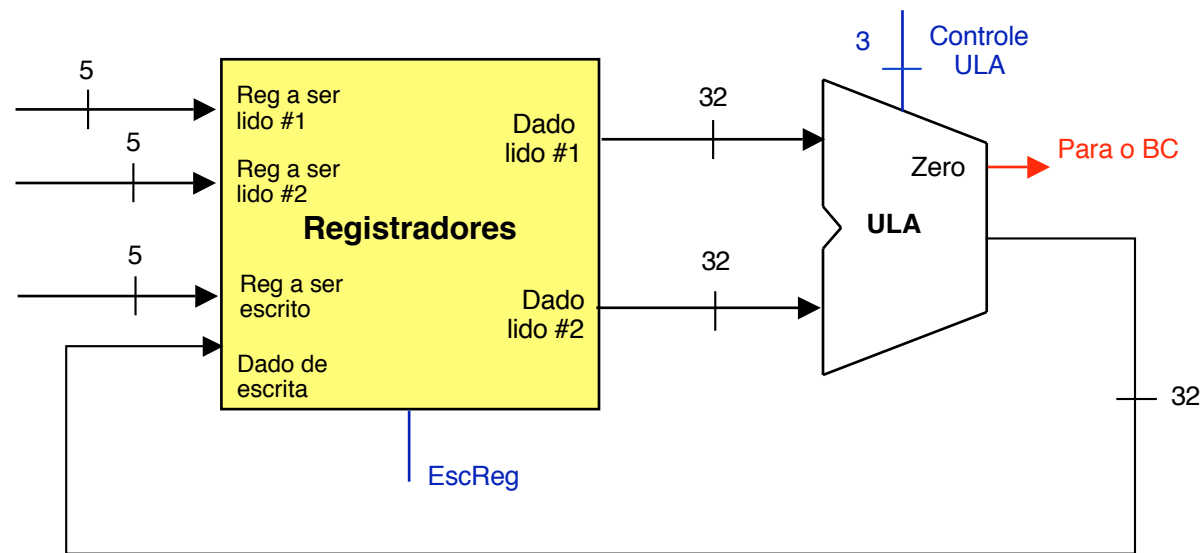 5
Reg a ser
lido #1
5
Reg a ser
lido #2
Registradores
5
Reg a ser
escrito
Dado de
escrita
Dado
lido #1
Dado
lido #2
EscReg
32
32
3
Controle
ULA
Zero
ULA
Para o BC
32